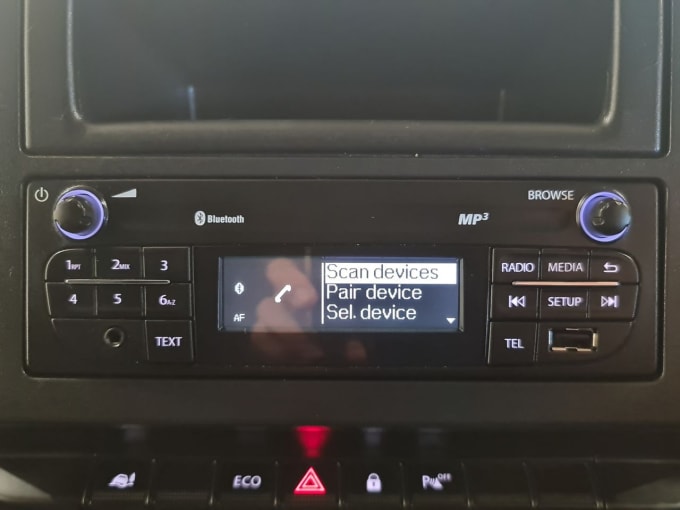 BROWSE
Bluetooth
MP3
1RPT 2MIX 3
Scan devices
RADIO MEDIA
Pair device
4 5 6A-Z
SETUP
AF
Sel. device
TEXT
TEL
ECO
OFF